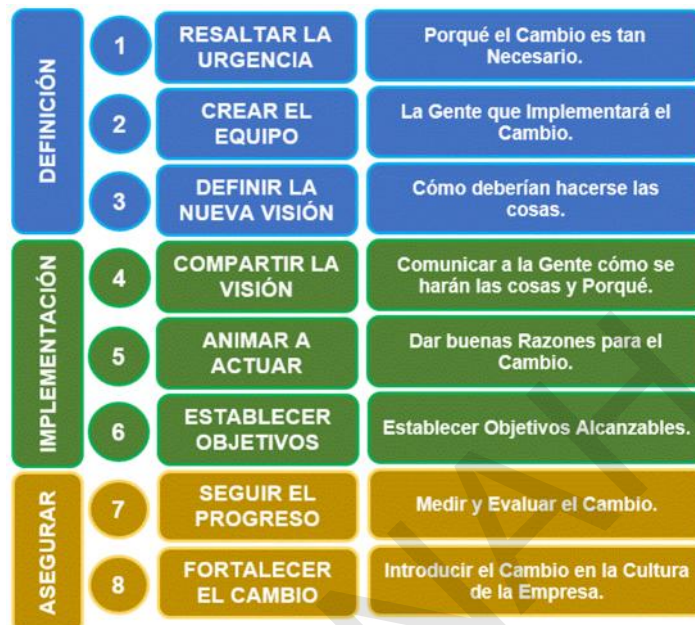 DEFINICIÓN
1
RESALTAR LA
URGENCIA
Porqué el Cambio es tan
Necesario.
2
CREAR EL
EQUIPO
La Gente que Implementará el
Cambio.
3
DEFINIR LA
NUEVA VISIÓN
Cómo deberían hacerse las
cosas.
IMPLEMENTACIÓN
4
COMPARTIR LA
VISIÓN
Comunicar a la Gente cómo se
harán las cosas y Porqué.
5
ANIMAR A
ACTUAR
Dar buenas Razones para el
Cambio.
6
ESTABLECER
OBJETIVOS
Establecer Objetivos Alcanzables.
ASEGURAR
7
SEGUIR EL
PROGRESO
Medir y Evaluar el Cambio.
8
FORTALECER
EL CAMBIO
Introducir el Cambio en la Cultura
de la Empresa.